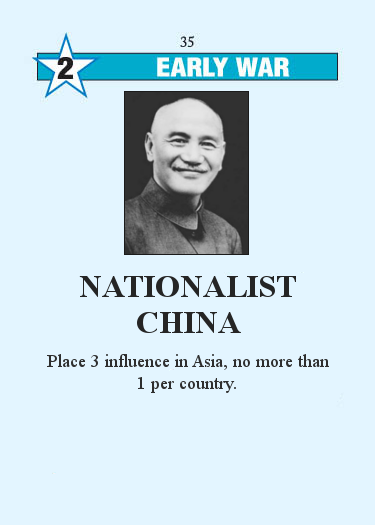 35
2 EARLY WAR
NATIONALIST
CHINA
Place 3 influence in Asia, no more than
1 per country.